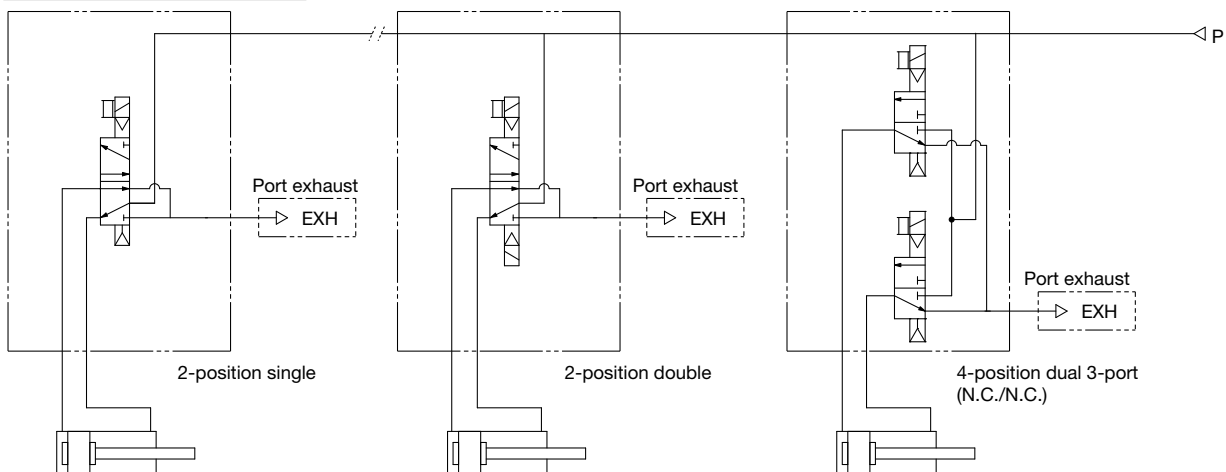 P
Port exhaust
EXH
Port exhaust
EXH
Port exhaust
EXH
2-position single
2-position double
4-position dual 3-port
(N.C./N.C.)